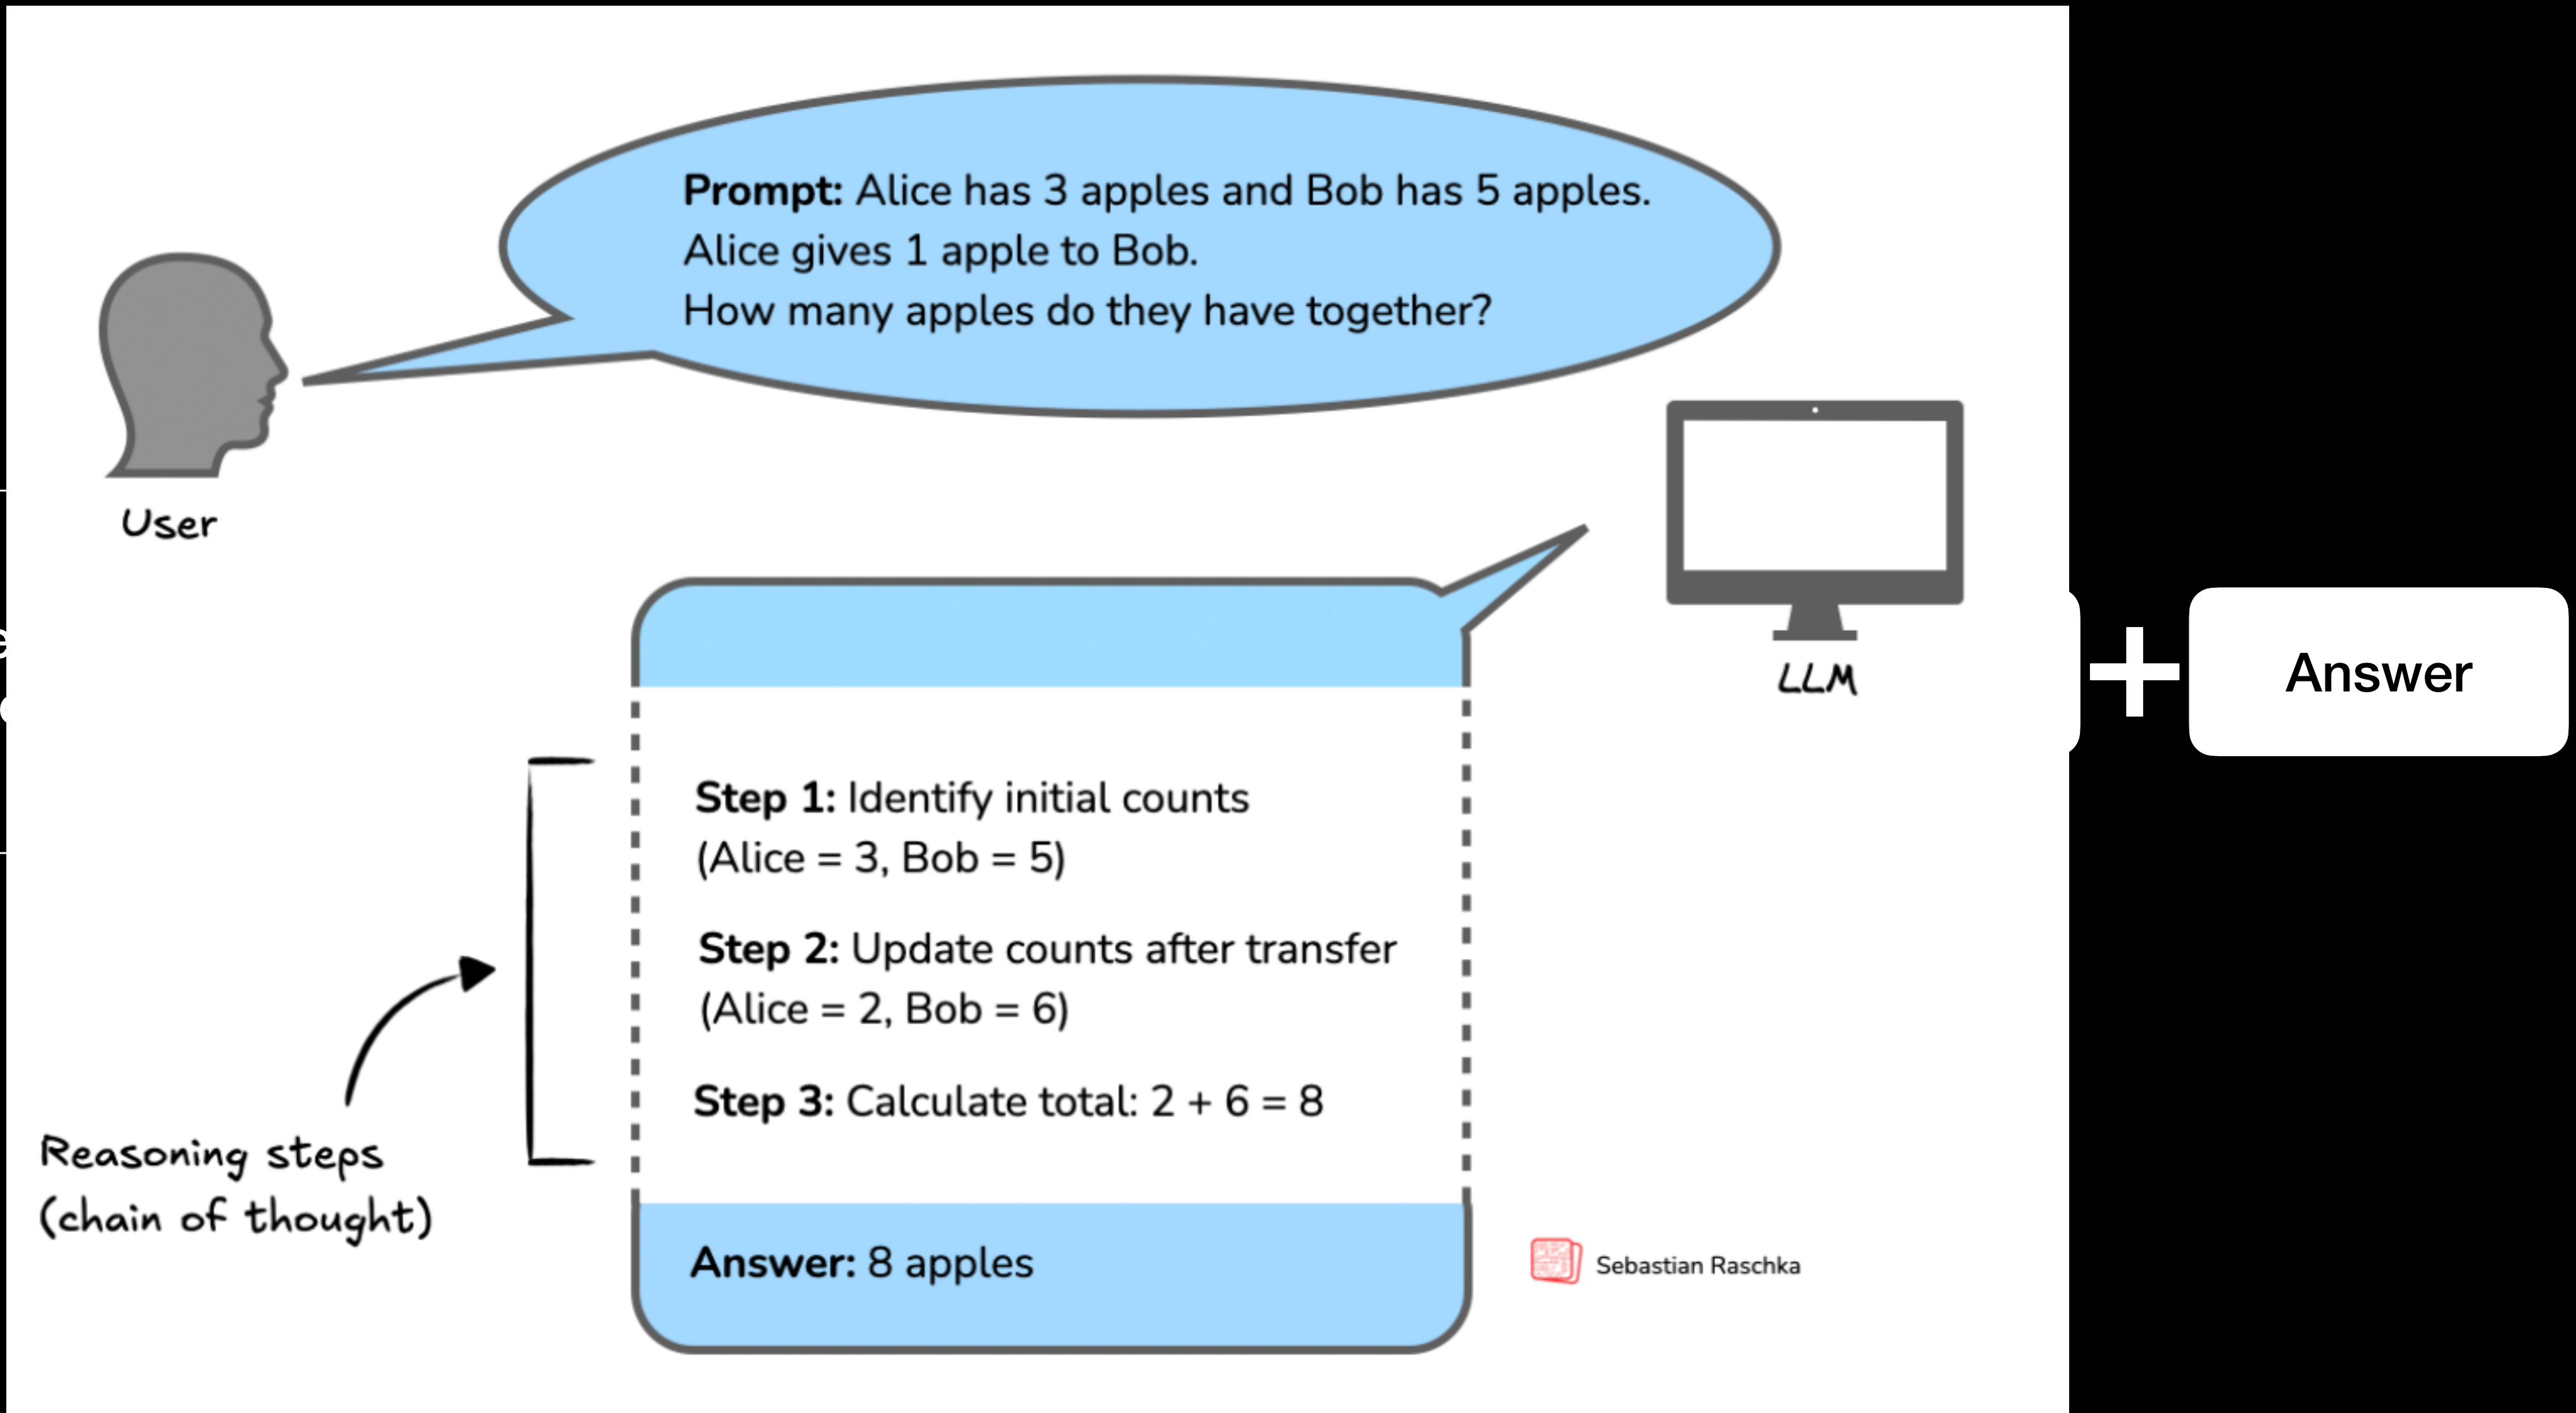 Prompt: Alice has 3 apples and Bob has 5 apples.
Alice gives 1 apple to Bob.
How many apples do they have together?
User
LLM
Answer
Step 1: Identify initial counts
(Alice = 3, Bob = 5)
Step 2: Update counts after transfer
(Alice = 2, Bob = 6)
Step 3: Calculate total: 2 + 6 = 8
Reasoning steps
(chain of thought)
Answer: 8 apples
Sebastian Raschka